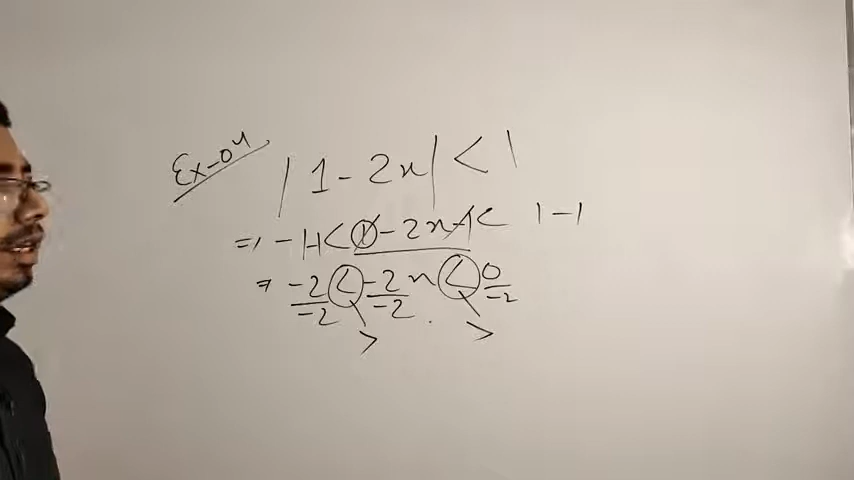 Ex-04
|1-2x| < 1
=> -1-1 < 1-2x-1 < 1-1
=> -2/-2 < -2x/-2 < 0/-2
> >